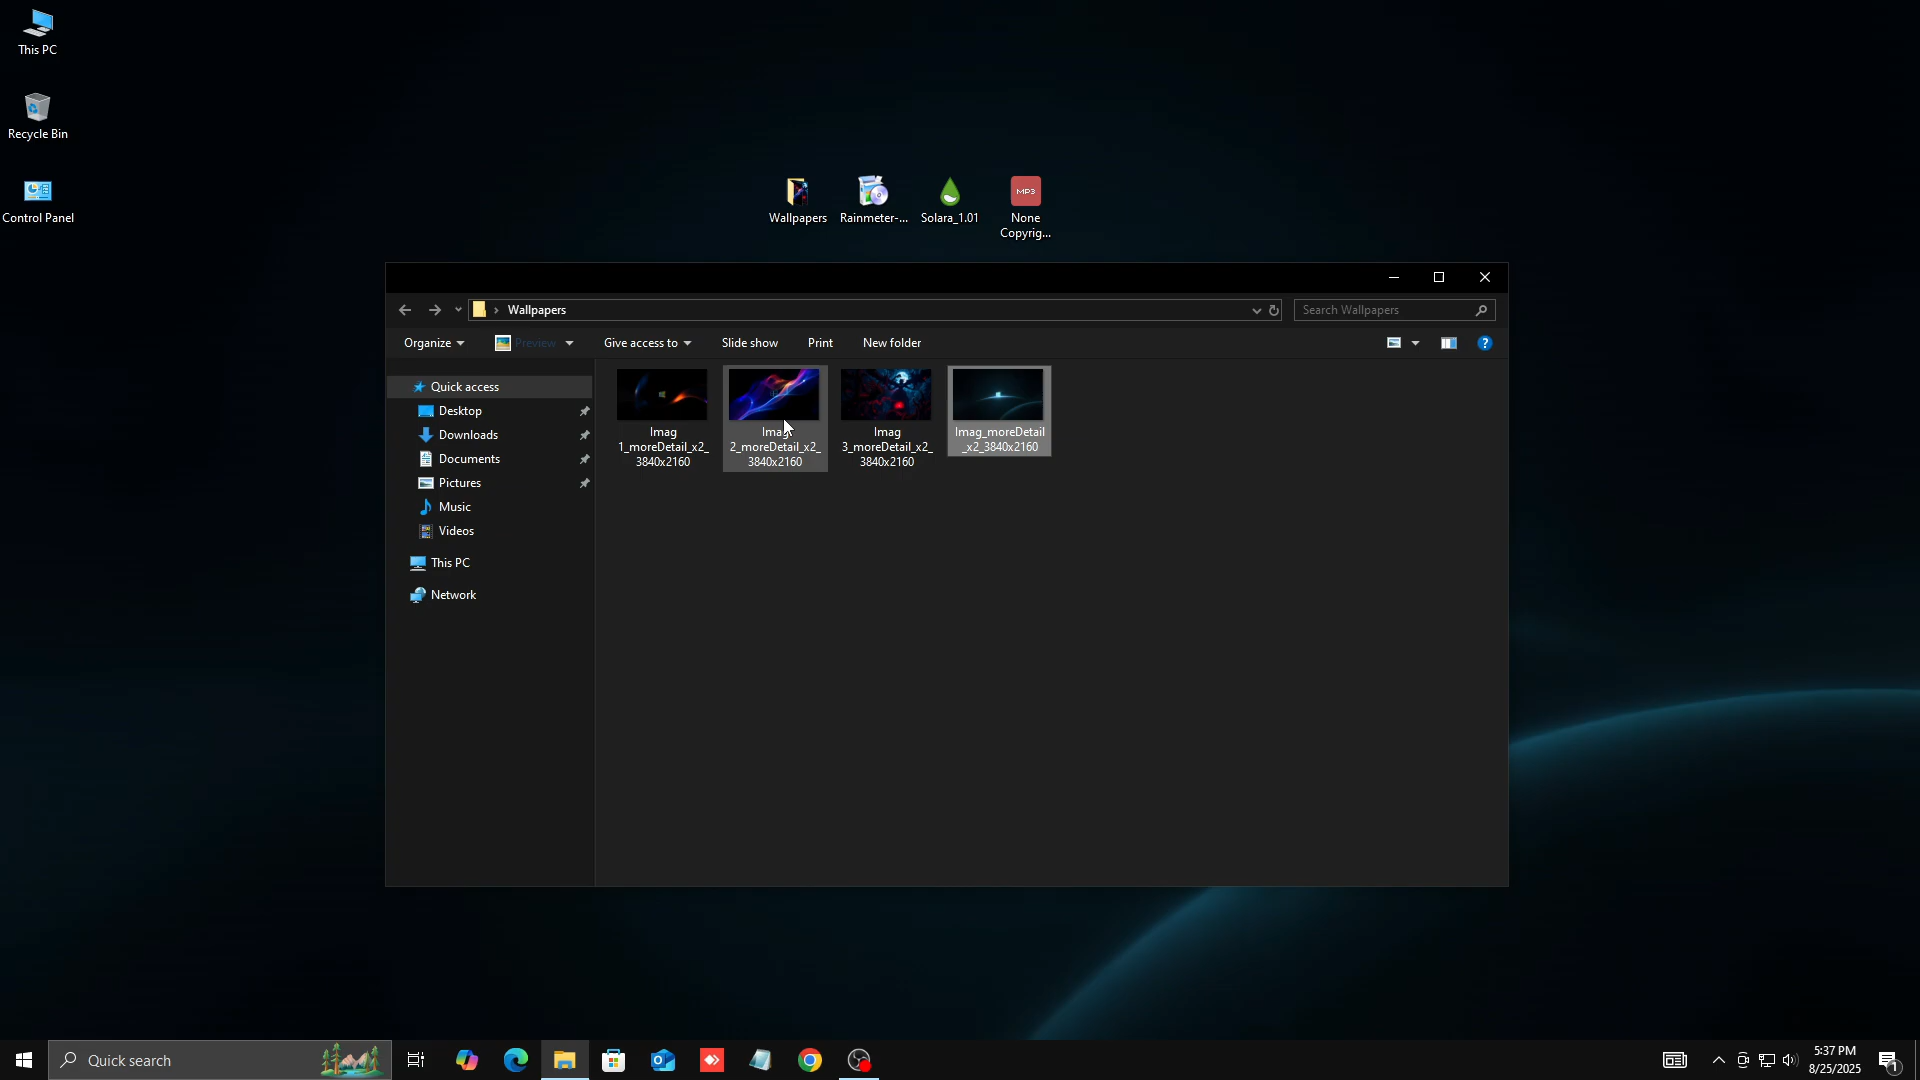 This PC
Recycle Bin
Control Panel
Wallpapers
Rainmeter-...
Solara_1.01
MP3
None
Copyrig...
Wallpapers
Search Wallpapers
Organize
Preview
Give access to
Slide show
Print
New folder
?
Quick access
Desktop
Downloads
Documents
Pictures
Music
Videos
This PC
Network
Imag
1_moreDetail_x2_
3840x2160
Imag
2_moreDetail_x2_
3840x2160
Imag
3_moreDetail_x2_
3840x2160
Imag_moreDetail
_x2_3840x2160
Quick search
5:37 PM
8/25/2025
1